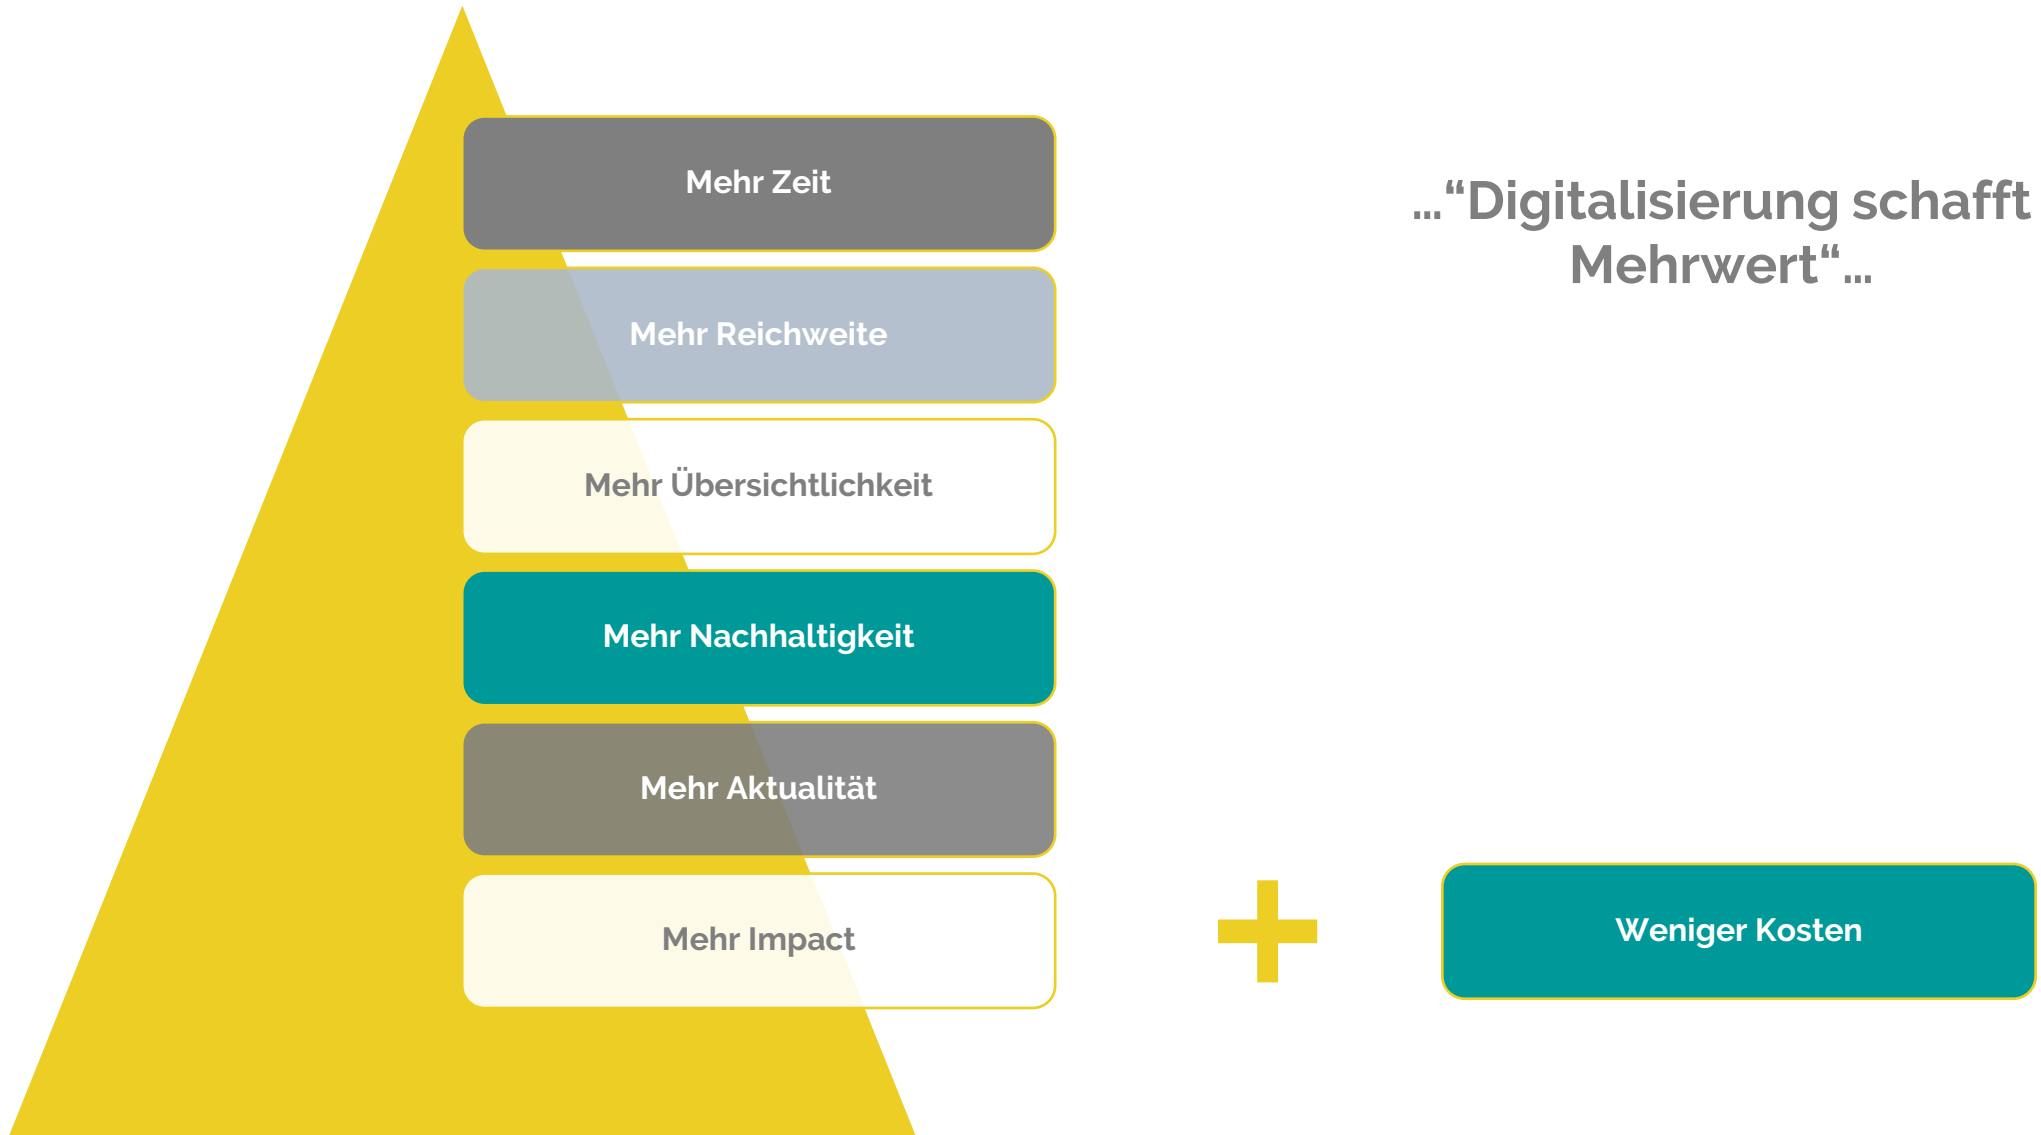 Mehr Zeit
Mehr Reichweite
Mehr Übersichtlichkeit
Mehr Nachhaltigkeit
Mehr Aktualität
Mehr Impact
...“Digitalisierung schafft
Mehrwert“...
Weniger Kosten